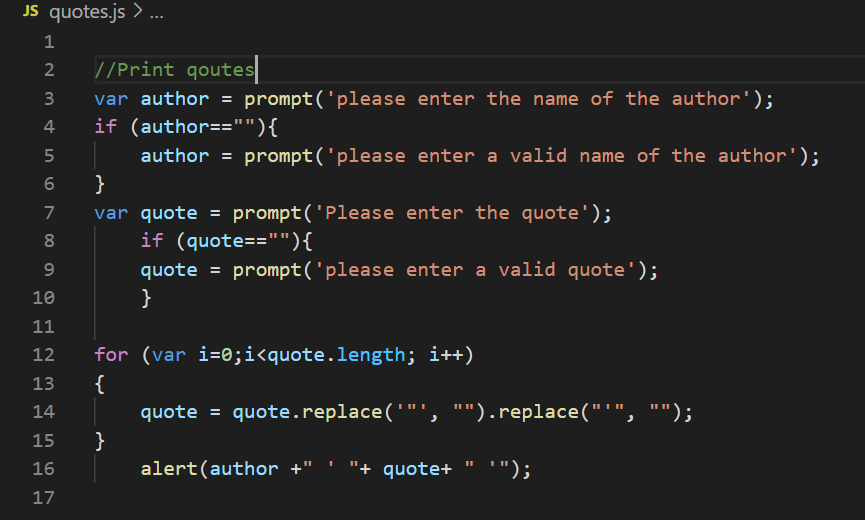 JS quotes.js > ...
1
2 //Print qoutes
3 var author = prompt('please enter the name of the author');
4 if (author==""){
5     author = prompt('please enter a valid name of the author');
6 }
7 var quote = prompt('Please enter the quote');
8     if (quote==""){
9     quote = prompt('please enter a valid quote');
10     }
11
12 for (var i=0;i<quote.length; i++)
13 {
14     quote = quote.replace('"', "").replace("'", "");
15 }
16     alert(author +" ' "+ quote+ " '");
17